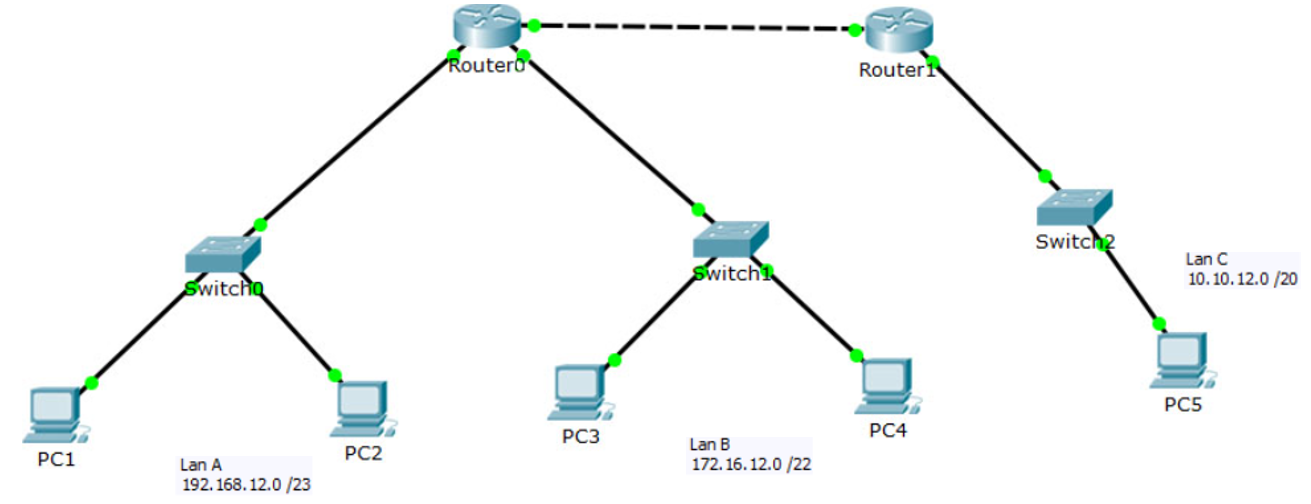 Router0
Router1
Switch0
Switch1
Switch2
Lan C
10.10.12.0 /20
PC1
PC2
PC3
PC4
PC5
Lan A
192.168.12.0 /23
Lan B
172.16.12.0 /22